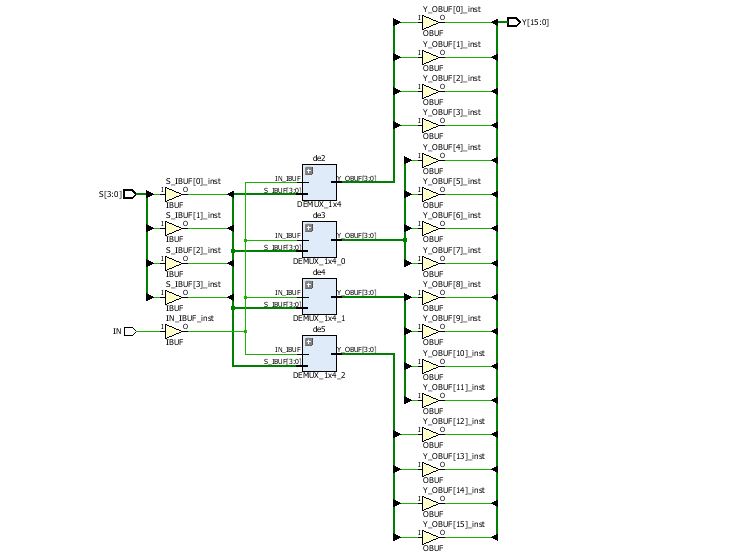 Y_OBUF[0]_inst
I O
OBUF
Y[15:0]
Y_OBUF[1]_inst
I O
OBUF
Y_OBUF[2]_inst
I O
OBUF
Y_OBUF[3]_inst
I O
OBUF
Y_OBUF[4]_inst
I O
OBUF
Y_OBUF[5]_inst
I O
OBUF
Y_OBUF[6]_inst
I O
OBUF
Y_OBUF[7]_inst
I O
OBUF
Y_OBUF[8]_inst
I O
OBUF
Y_OBUF[9]_inst
I O
OBUF
Y_OBUF[10]_inst
I O
OBUF
Y_OBUF[11]_inst
I O
OBUF
Y_OBUF[12]_inst
I O
OBUF
Y_OBUF[13]_inst
I O
OBUF
Y_OBUF[14]_inst
I O
OBUF
Y_OBUF[15]_inst
I O
OBUF
de2
IN_IBUF
S_IBUF[3:0]
Y_OBUF[3:0]
DEMUX_1x4
de3
IN_IBUF
S_IBUF[3:0]
Y_OBUF[3:0]
DEMUX_1x4_0
de4
IN_IBUF
S_IBUF[3:0]
Y_OBUF[3:0]
DEMUX_1x4_1
de5
IN_IBUF
S_IBUF[3:0]
Y_OBUF[3:0]
DEMUX_1x4_2
S[3:0]
S_IBUF[0]_inst
I O
IBUF
S_IBUF[1]_inst
I O
IBUF
S_IBUF[2]_inst
I O
IBUF
S_IBUF[3]_inst
I O
IBUF
IN
IN_IBUF_inst
I O
IBUF